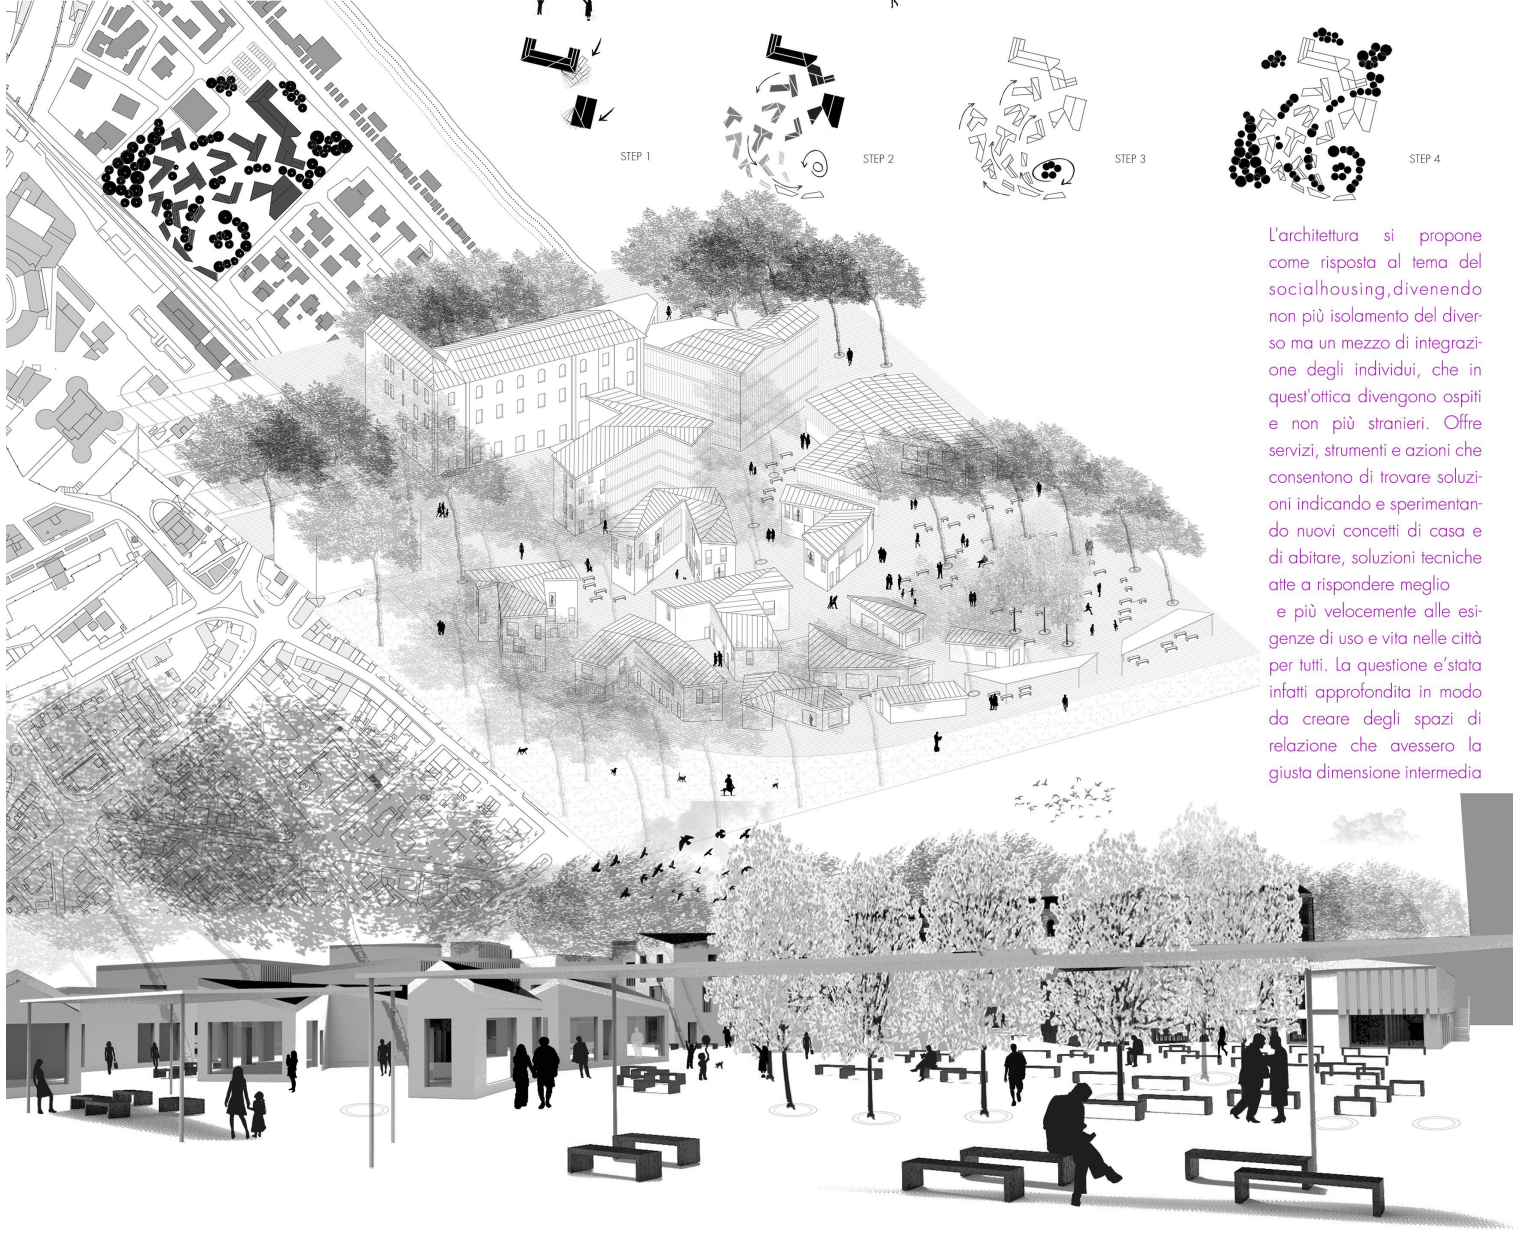 STEP 1
STEP 2
STEP 3
STEP 4
L'architettura si propone
come risposta al tema del
socialhousing,divenendo
non più isolamento del diver-
so ma un mezzo di integrazi-
one degli individui, che in
quest'ottica divengono ospiti
e non più stranieri. Offre
servizi, strumenti e azioni che
consentono di trovare soluzi-
oni indicando e sperimentan-
do nuovi concetti di casa e
di abitare, soluzioni tecniche
atte a rispondere meglio
e più velocemente alle esi-
genze di uso e vita nelle città
per tutti. La questione e'stata
infatti approfondita in modo
da creare degli spazi di
relazione che avessero la
giusta dimensione intermedia